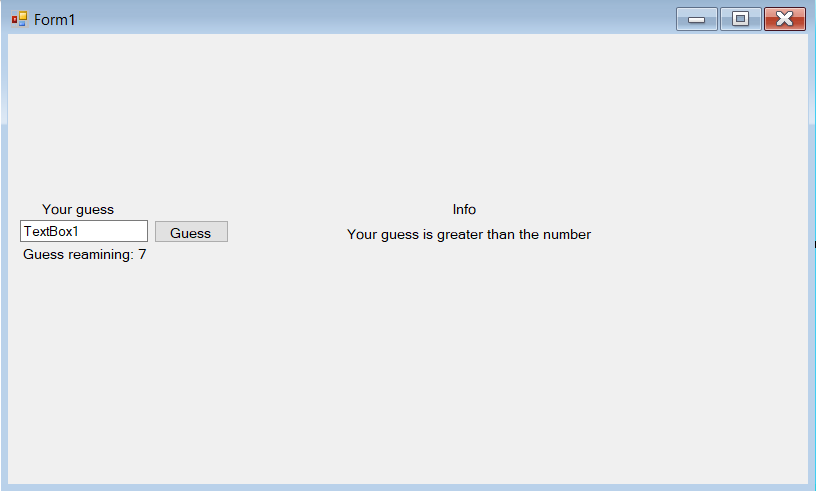 Form1
Your guess
Info
TextBox1
Guess
Your guess is greater than the number
Guess reamining: 7